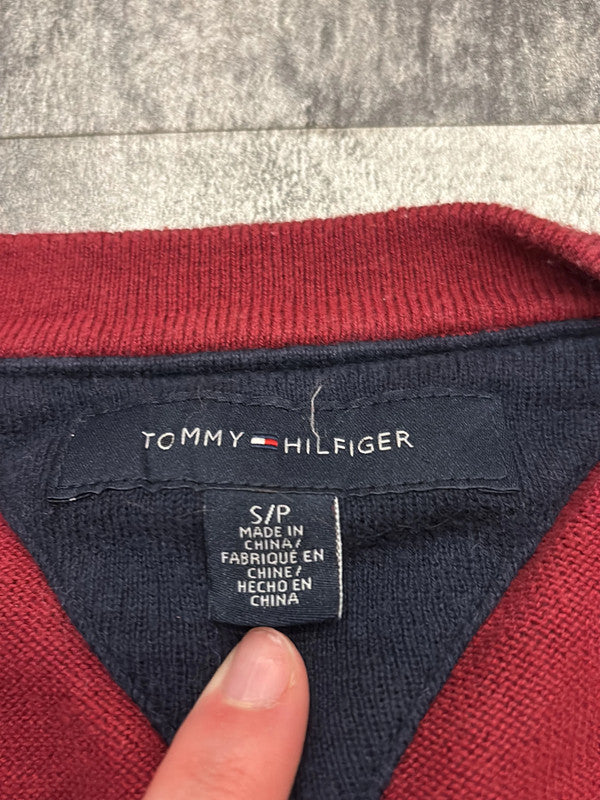 TOMMY HILFIGER
S/P
MADE IN
CHINA/
FABRIQUÉ EN
CHINE/
HECHO EN
CHINA